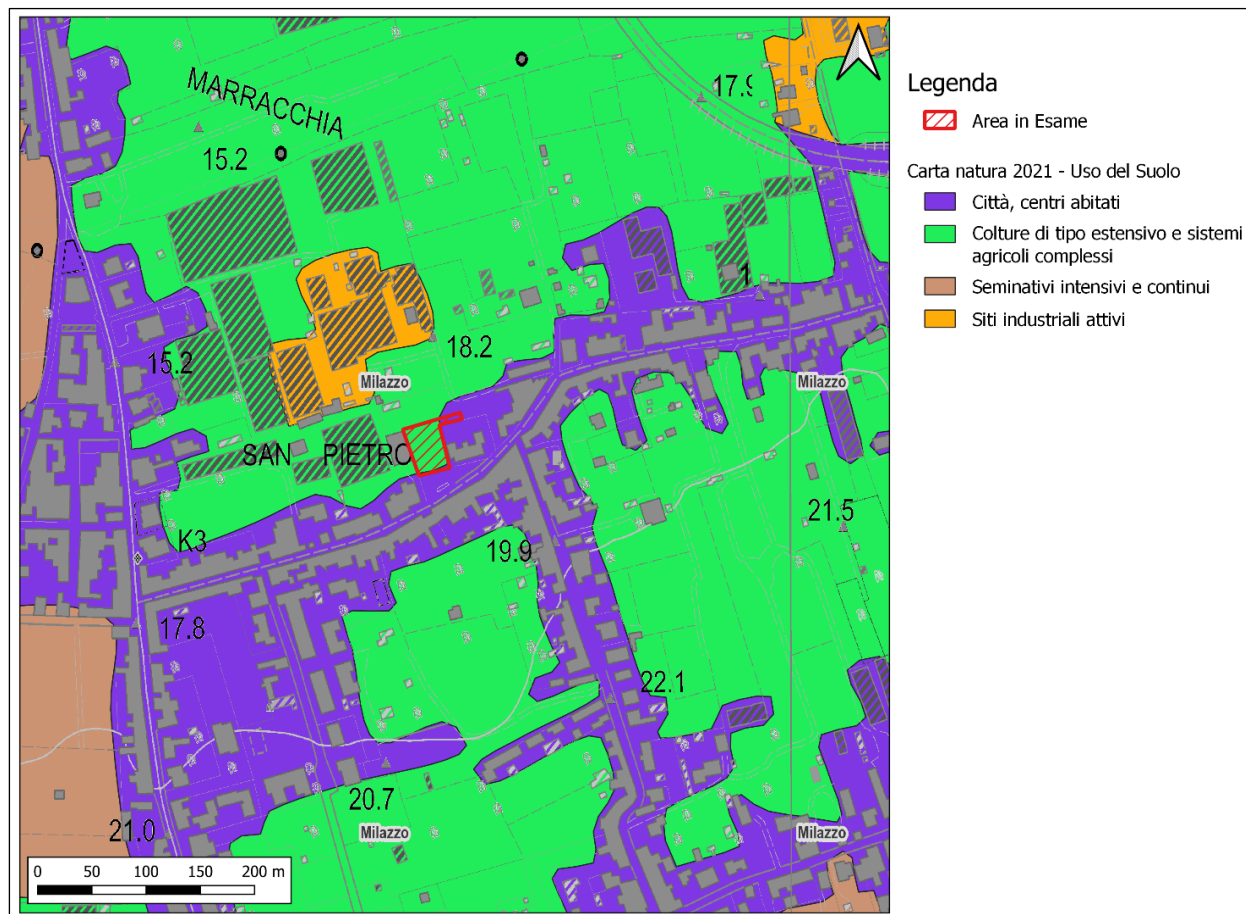 MARRACCHIA
17.9
15.2
1
18.2
15.2
Milazzo
Milazzo
SAN PIETRO
21.5
19.9
K3
17.8
22.1
20.7
21.0
Milazzo
Milazzo
0 50 100 150 200 m
Legenda
Area in Esame
Carta natura 2021 - Uso del Suolo
Città, centri abitati
Colture di tipo estensivo e sistemi
agricoli complessi
Seminativi intensivi e continui
Siti industriali attivi